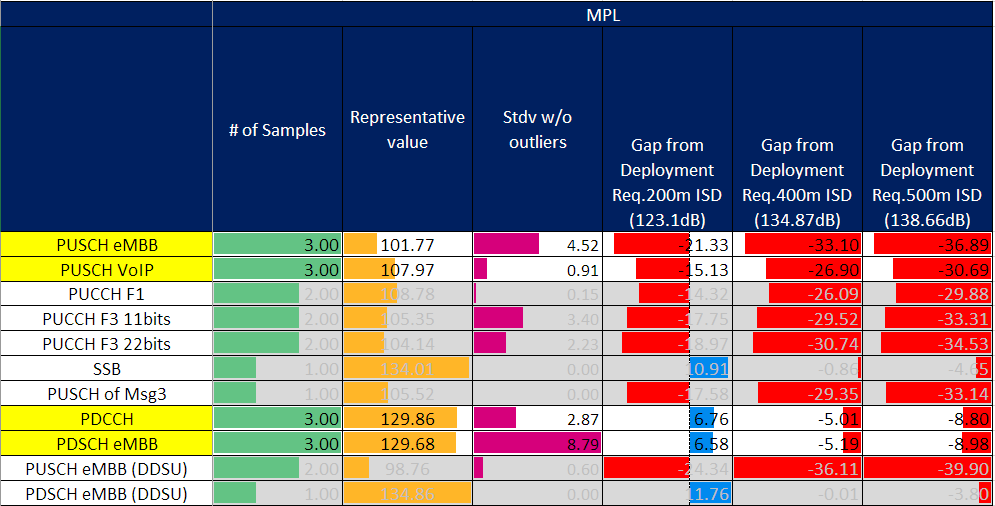 MPL
# of Samples
Representative
value
Stdv w/o
outliers
Gap from
Deployment
Req.200m ISD
(123.1dB)
Gap from
Deployment
Req.400m ISD
(134.87dB)
Gap from
Deployment
Req.500m ISD
(138.66dB)
PUSCH eMBB 3.00 101.77 4.52 -21.33 -33.10 -36.89
PUSCH VoIP 3.00 107.97 0.91 -15.13 -26.90 -30.69
PUCCH F1 2.00 108.78 0.15 -14.32 -26.09 -29.88
PUCCH F3 11bits 2.00 105.35 3.40 -17.75 -29.52 -33.31
PUCCH F3 22bits 2.00 104.14 2.23 -18.97 -30.74 -34.53
SSB 1.00 134.01 0.00 10.91 -0.86 -4.65
PUSCH of Msg3 1.00 105.52 0.00 -17.58 -29.35 -33.14
PDCCH 3.00 129.86 2.87 6.76 -5.01 -8.80
PDSCH eMBB 3.00 129.68 8.79 6.58 -5.19 -8.98
PUSCH eMBB (DDSU) 2.00 98.76 0.60 -24.34 -36.11 -39.90
PDSCH eMBB (DDSU) 1.00 134.86 0.00 11.76 -0.01 -3.80